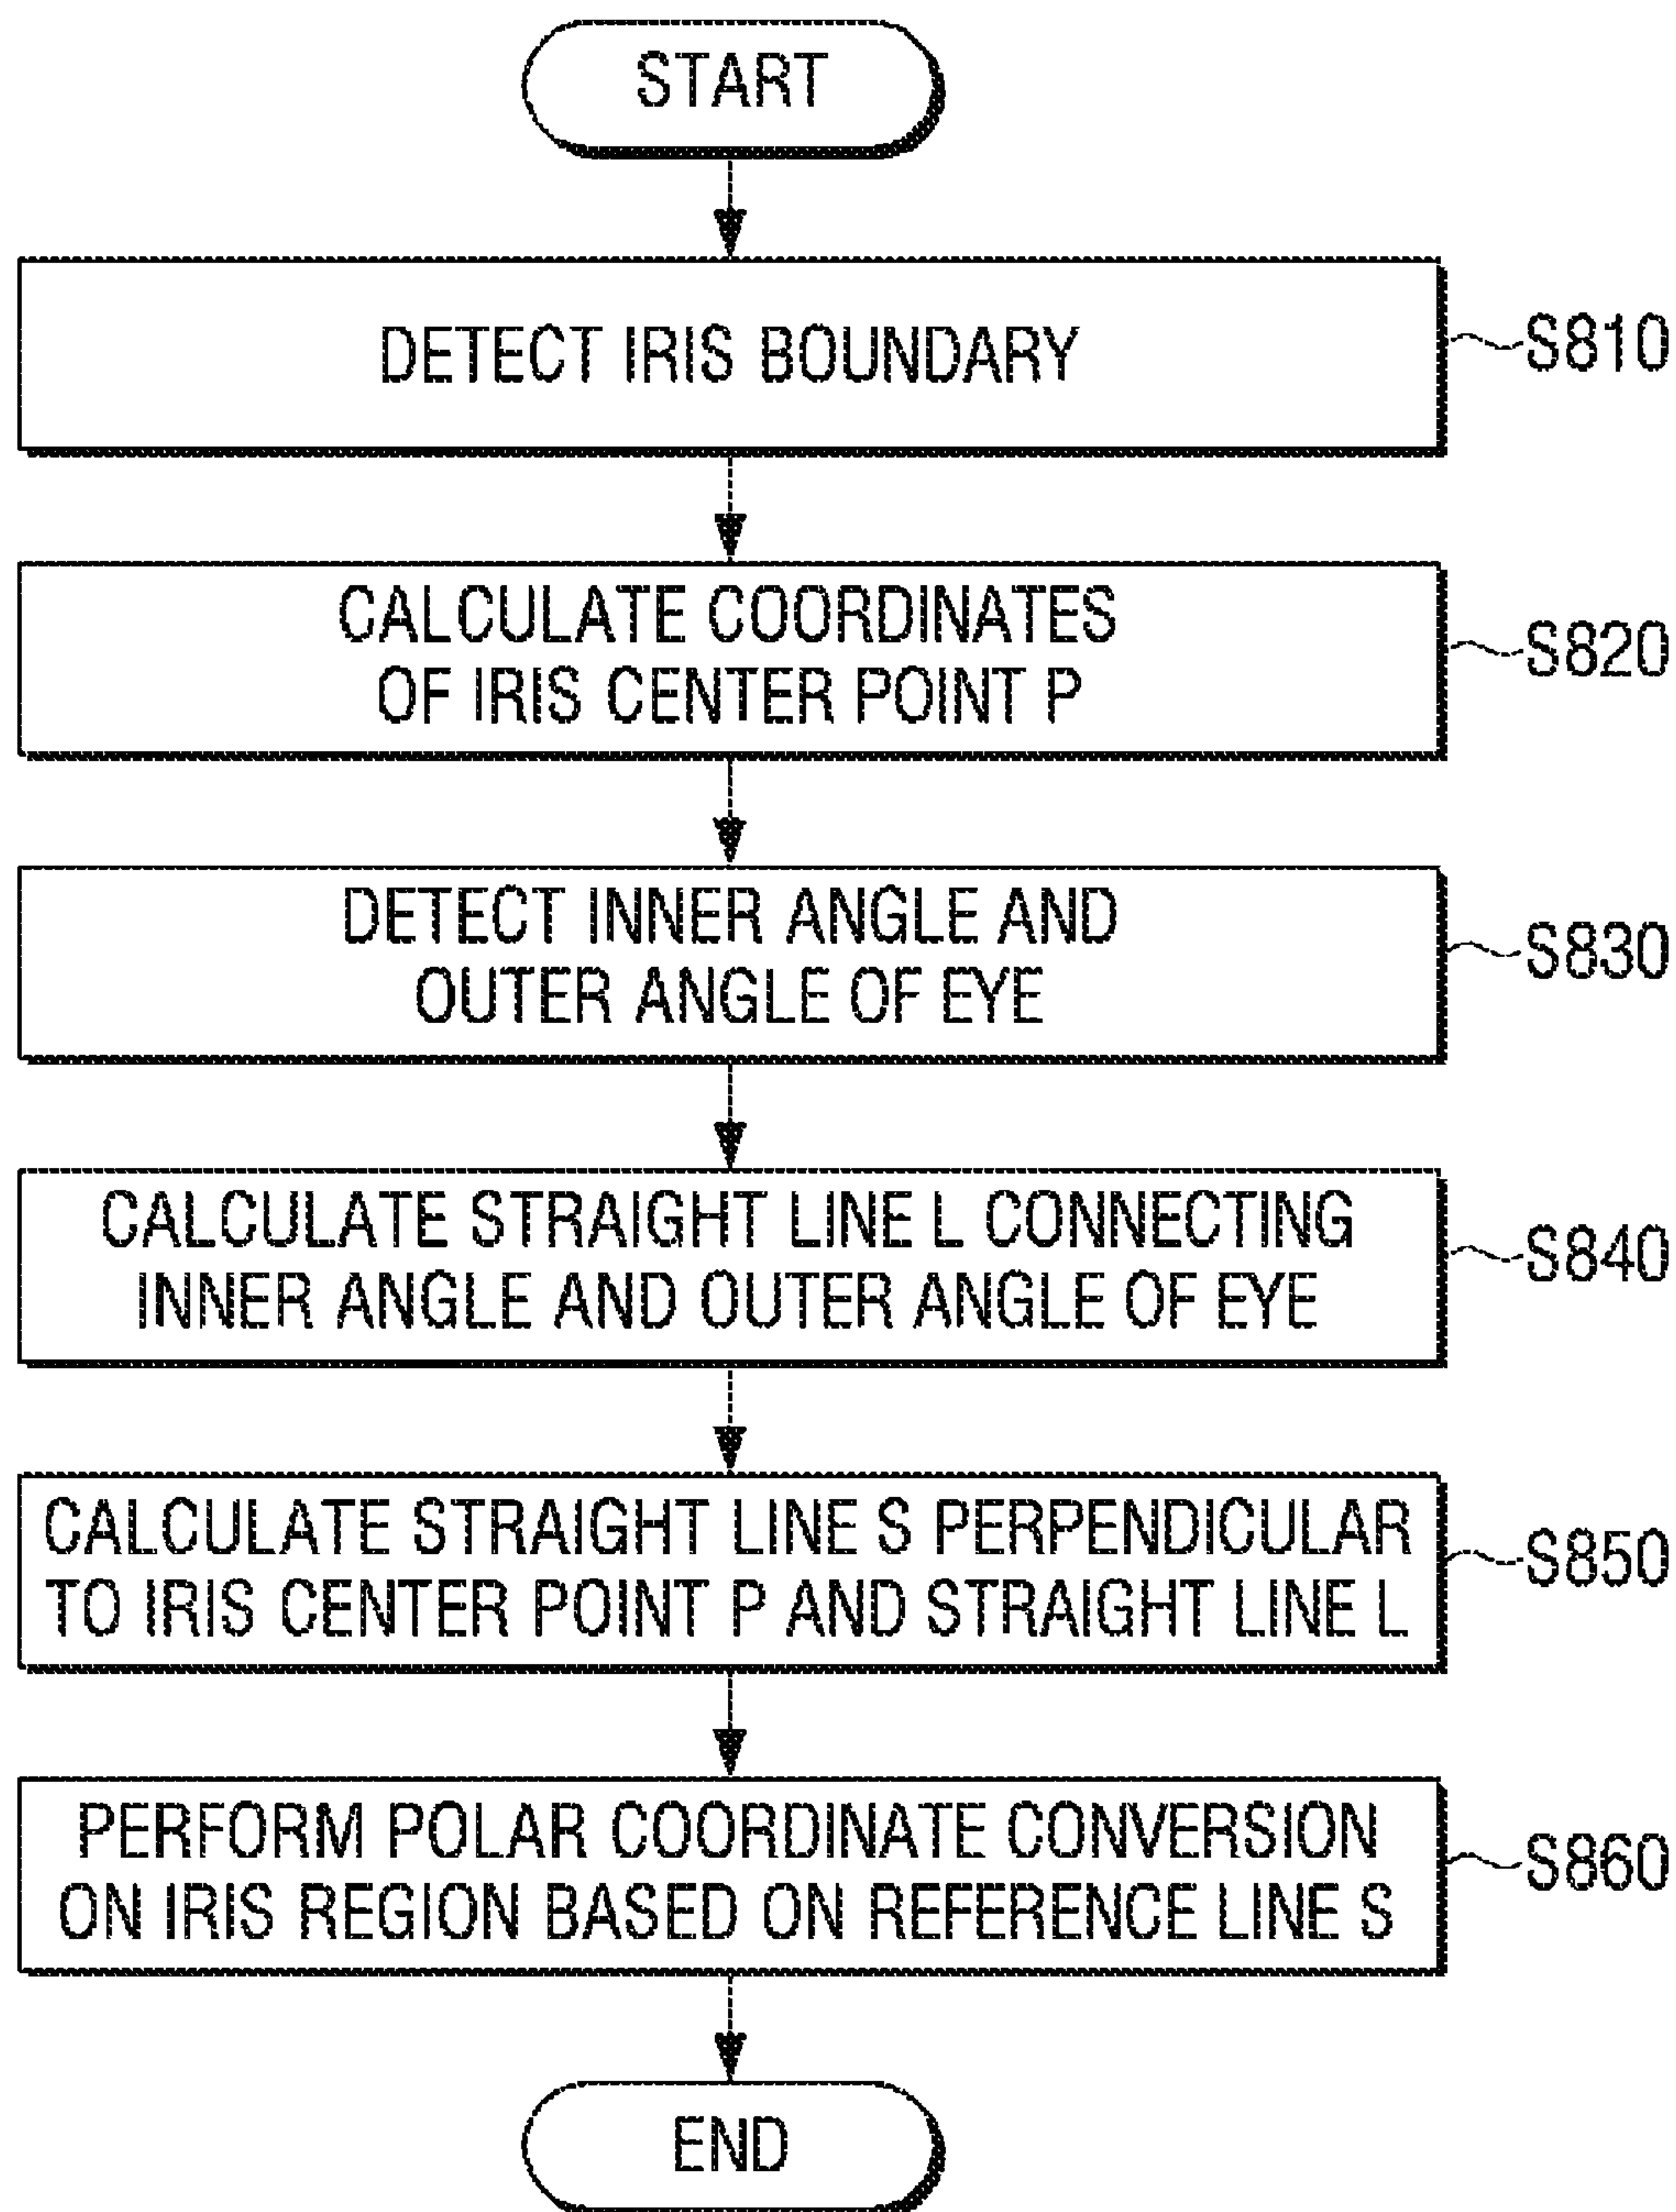 START
DETECT IRIS BOUNDARY
S810
CALCULATE COORDINATES
OF IRIS CENTER POINT P
S820
DETECT INNER ANGLE AND
OUTER ANGLE OF EYE
S830
CALCULATE STRAIGHT LINE L CONNECTING
INNER ANGLE AND OUTER ANGLE OF EYE
S840
CALCULATE STRAIGHT LINE S PERPENDICULAR
TO IRIS CENTER POINT P AND STRAIGHT LINE L
S850
PERFORM POLAR COORDINATE CONVERSION
ON IRIS REGION BASED ON REFERENCE LINE S
S860
END